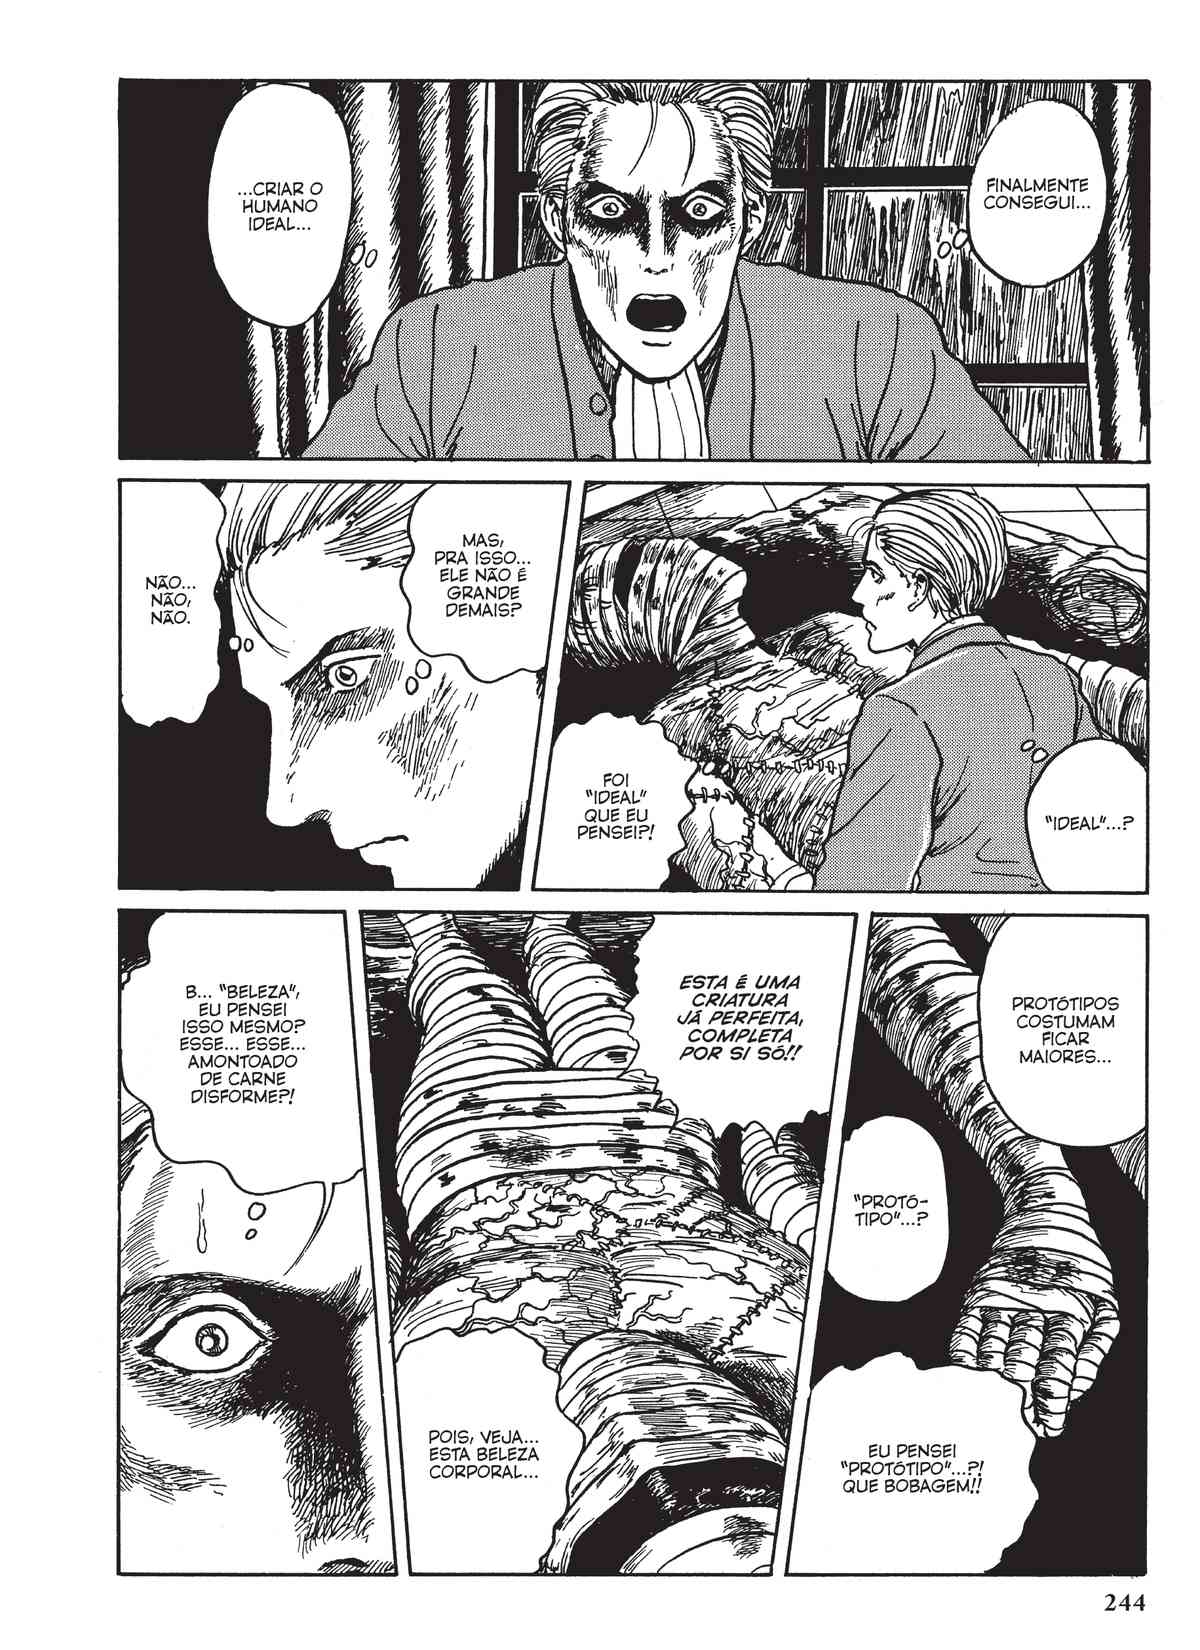 FINALMENTE
CONSEGUI...
...CRIAR O
HUMANO
IDEAL...
"IDEAL"...?
FOI
"IDEAL"
QUE EU
PENSEI?!
MAS,
PRA ISSO...
ELE NÃO É
GRANDE
DEMAIS?
NÃO...
NÃO,
NÃO.
PROTÓTIPOS
COSTUMAM
FICAR
MAIORES...
"PROTÓ-
TIPO"...?
EU PENSEI
"PROTÓTIPO"...?!
QUE BOBAGEM!!
ESTA É UMA
CRIATURA
JÁ PERFEITA,
COMPLETA
POR SI SÓ!!
POIS, VEJA...
ESTA BELEZA
CORPORAL...
B... "BELEZA",
EU PENSEI
ISSO MESMO?
ESSE... ESSE...
AMONTOADO
DE CARNE
DISFORME?!
244